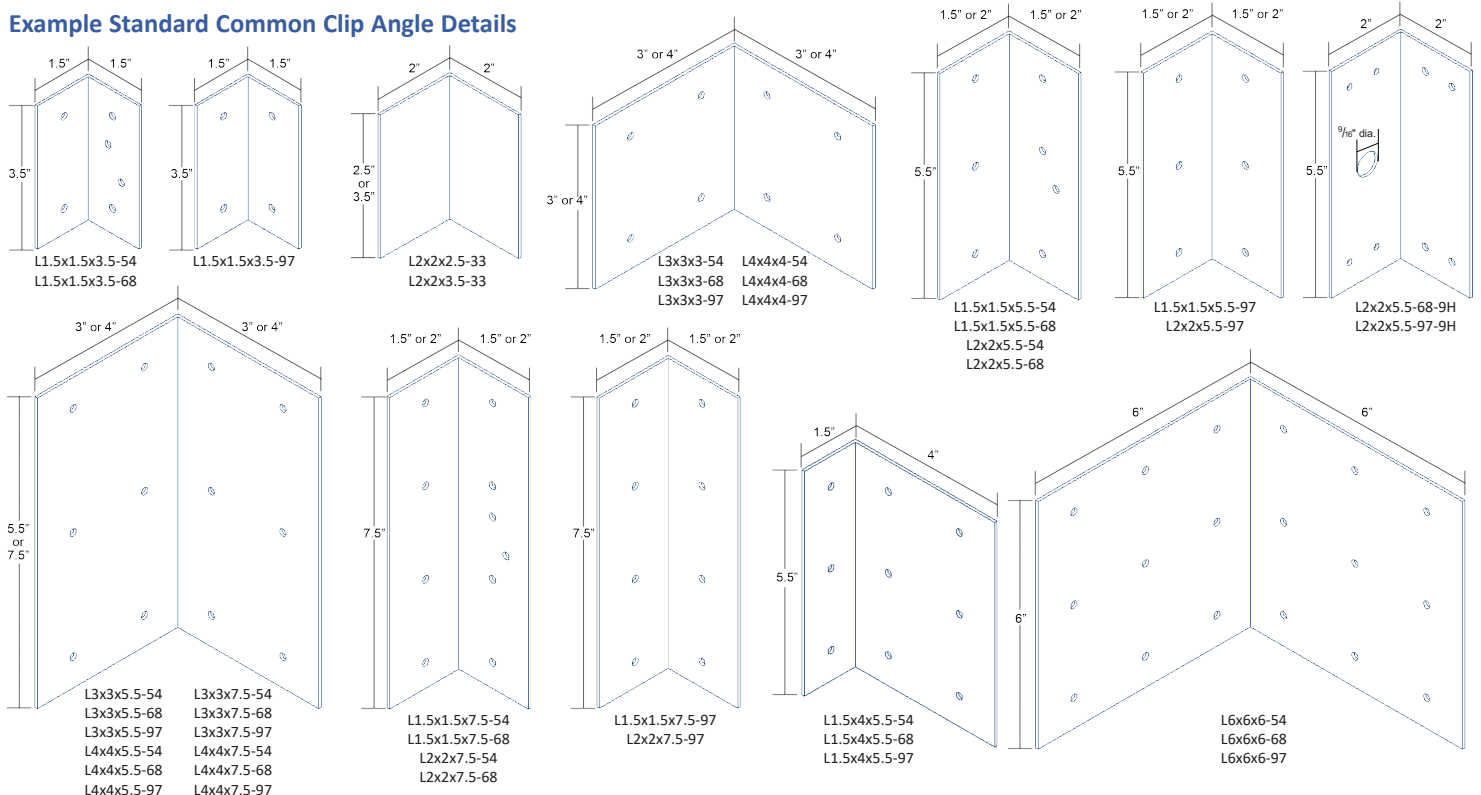 Example Standard Common Clip Angle Details
1.5” 1.5”
3.5”
L1.5x1.5x3.5-54
L1.5x1.5x3.5-68
1.5” 1.5”
3.5”
L1.5x1.5x3.5-97
2” 2”
2.5”
or
3.5”
L2x2x2.5-33
L2x2x3.5-33
3” or 4” 3” or 4”
3” or 4”
L3x3x3-54 L4x4x4-54
L3x3x3-68 L4x4x4-68
L3x3x3-97 L4x4x4-97
1.5” or 2” 1.5” or 2”
5.5”
L1.5x1.5x5.5-54
L1.5x1.5x5.5-68
L2x2x5.5-54
L2x2x5.5-68
1.5” or 2” 1.5” or 2”
5.5”
L1.5x1.5x5.5-97
L2x2x5.5-97
2” 2”
9/16” dia.
5.5”
L2x2x5.5-68-9H
L2x2x5.5-97-9H
3” or 4” 3” or 4”
5.5”
or
7.5”
L3x3x5.5-54 L3x3x7.5-54
L3x3x5.5-68 L3x3x7.5-68
L3x3x5.5-97 L3x3x7.5-97
L4x4x5.5-54 L4x4x7.5-54
L4x4x5.5-68 L4x4x7.5-68
L4x4x5.5-97 L4x4x7.5-97
1.5” or 2” 1.5” or 2”
7.5”
L1.5x1.5x7.5-54
L1.5x1.5x7.5-68
L2x2x7.5-54
L2x2x7.5-68
1.5” or 2” 1.5” or 2”
7.5”
L1.5x1.5x7.5-97
L2x2x7.5-97
1.5” 4”
5.5”
L1.5x4x5.5-54
L1.5x4x5.5-68
L1.5x4x5.5-97
6” 6”
6”
L6x6x6-54
L6x6x6-68
L6x6x6-97